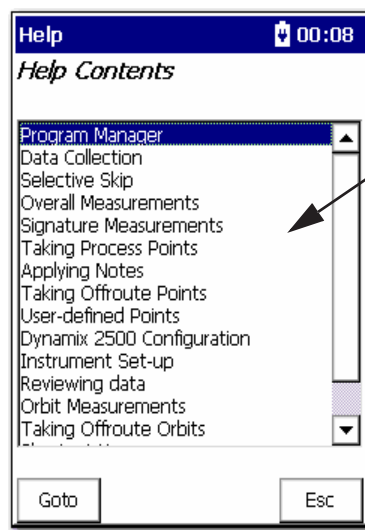 Help 00:08
Help Contents
Program Manager
Data Collection
Selective Skip
Overall Measurements
Signature Measurements
Taking Process Points
Applying Notes
Taking Offroute Points
User-defined Points
Dynamix 2500 Configuration
Instrument Set-up
Reviewing data
Orbit Measurements
Taking Offroute Orbits
Goto Esc